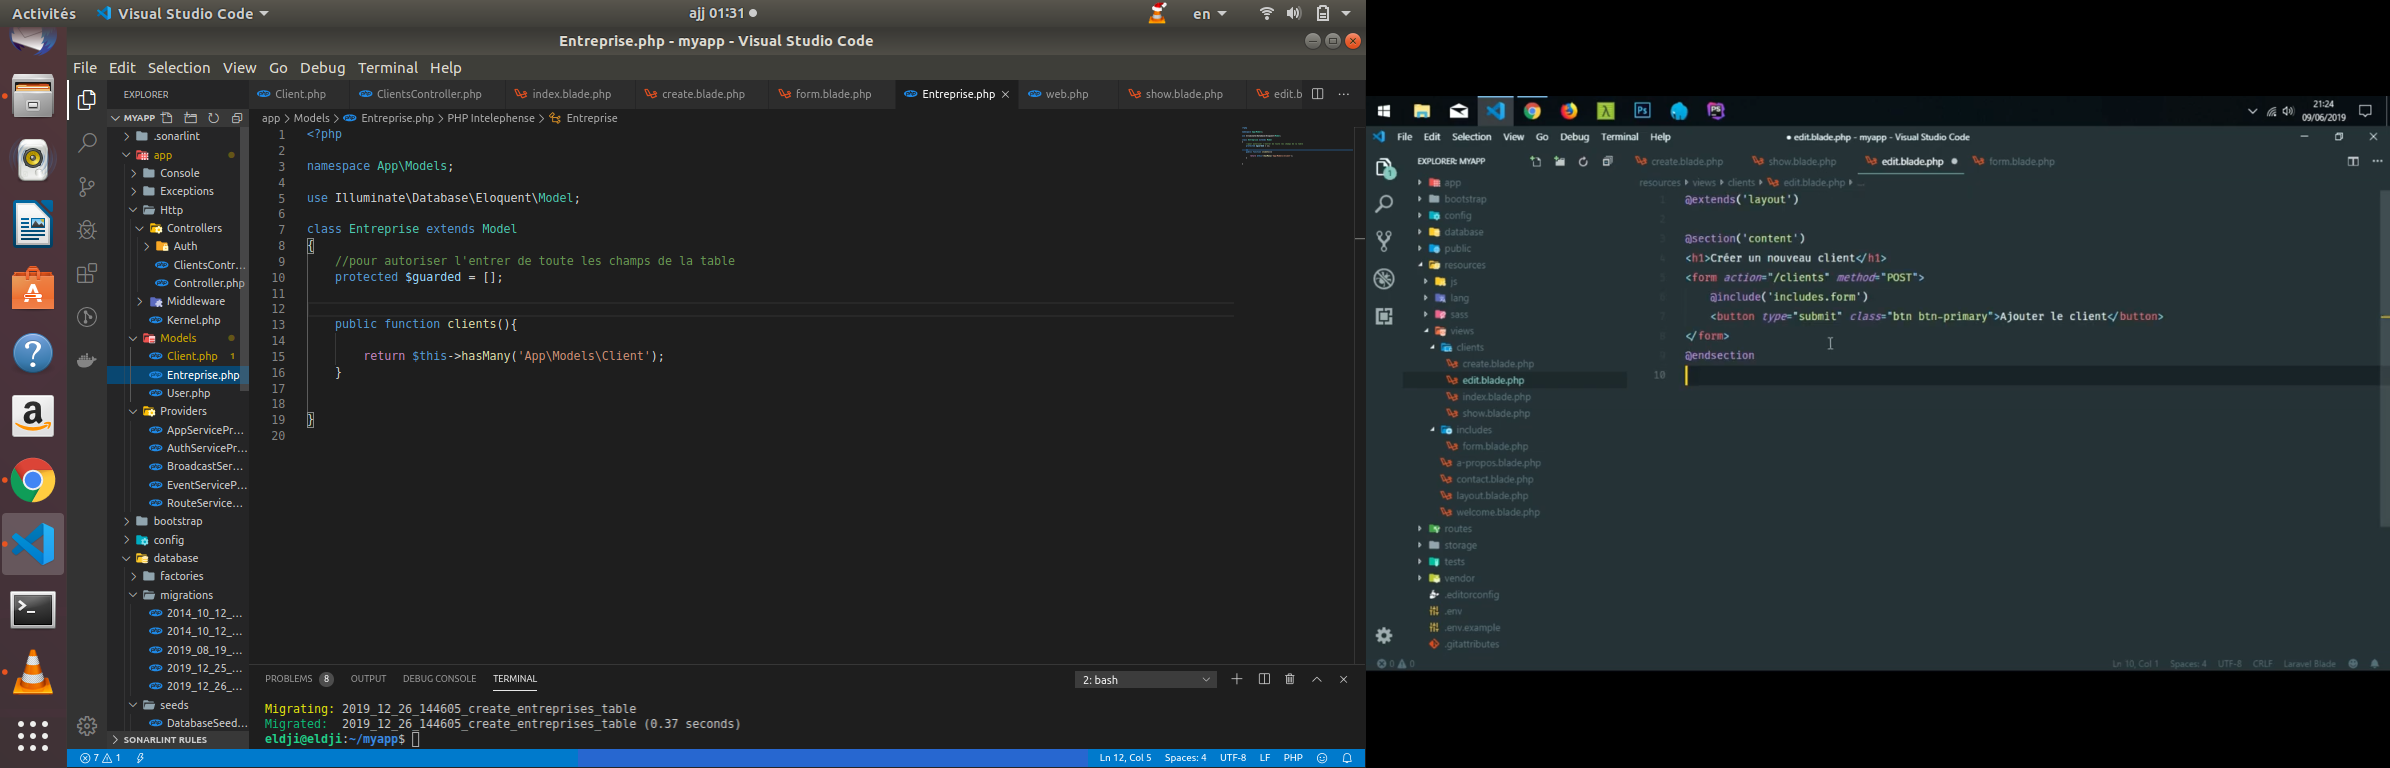 Activités
Visual Studio Code
ajj 01:31
en
Entreprise.php - myapp - Visual Studio Code
File Edit Selection View Go Debug Terminal Help
EXPLORER
MYAPP
.sonarlint
app
Console
Exceptions
Http
Controllers
Auth
ClientsContr...
Controller.php
Middleware
Kernel.php
Models
Client.php 1
Entreprise.php
User.php
Providers
AppServicePr...
AuthServicePr...
BroadcastSer...
EventServiceP...
RouteService...
bootstrap
config
database
factories
migrations
2014_10_12_...
2014_10_12_...
2019_08_19_...
2019_12_25_...
2019_12_26_...
seeds
DatabaseSeed...
SONARLINT RULES
Client.php ClientsController.php index.blade.php create.blade.php form.blade.php Entreprise.php web.php show.blade.php edit.b
app > Models > Entreprise.php > PHP Intelephense > Entreprise
1 <?php
2
3 namespace App\Models;
4
5 use Illuminate\Database\Eloquent\Model;
6
7 class Entreprise extends Model
8 {
9 //pour autoriser l'entrer de toute les champs de la table
10 protected $guarded = [];
11
12
13 public function clients(){
14
15 return $this->hasMany('App\Models\Client');
16 }
17
18
19 }
20
PROBLEMS 8 OUTPUT DEBUG CONSOLE TERMINAL
2: bash
Migrating: 2019_12_26_144605_create_entreprises_table
Migrated: 2019_12_26_144605_create_entreprises_table (0.37 seconds)
eldji@eldji:~/myapp$
7 1
Ln 12, Col 5 Spaces: 4 UTF-8 LF PHP
21:24
09/06/2019
File Edit Selection View Go Debug Terminal Help
● edit.blade.php - myapp - Visual Studio Code
EXPLORER: MYAPP
app
bootstrap
config
database
public
resources
js
lang
sass
views
clients
create.blade.php
edit.blade.php
index.blade.php
show.blade.php
includes
form.blade.php
a-propos.blade.php
contact.blade.php
layout.blade.php
welcome.blade.php
routes
storage
tests
vendor
.editorconfig
.env
.env.example
.gitattributes
create.blade.php show.blade.php edit.blade.php ● form.blade.php
resources ▸ views ▸ clients ▸ edit.blade.php ▸ ...
@extends('layout')
@section('content')
<h1>Créer un nouveau client</h1>
<form action="/clients" method="POST">
@include('includes.form')
<button type="submit" class="btn btn-primary">Ajouter le client</button>
</form>
@endsection
10
0 0
Ln 10, Col 1 Spaces: 4 UTF-8 CRLF Laravel Blade